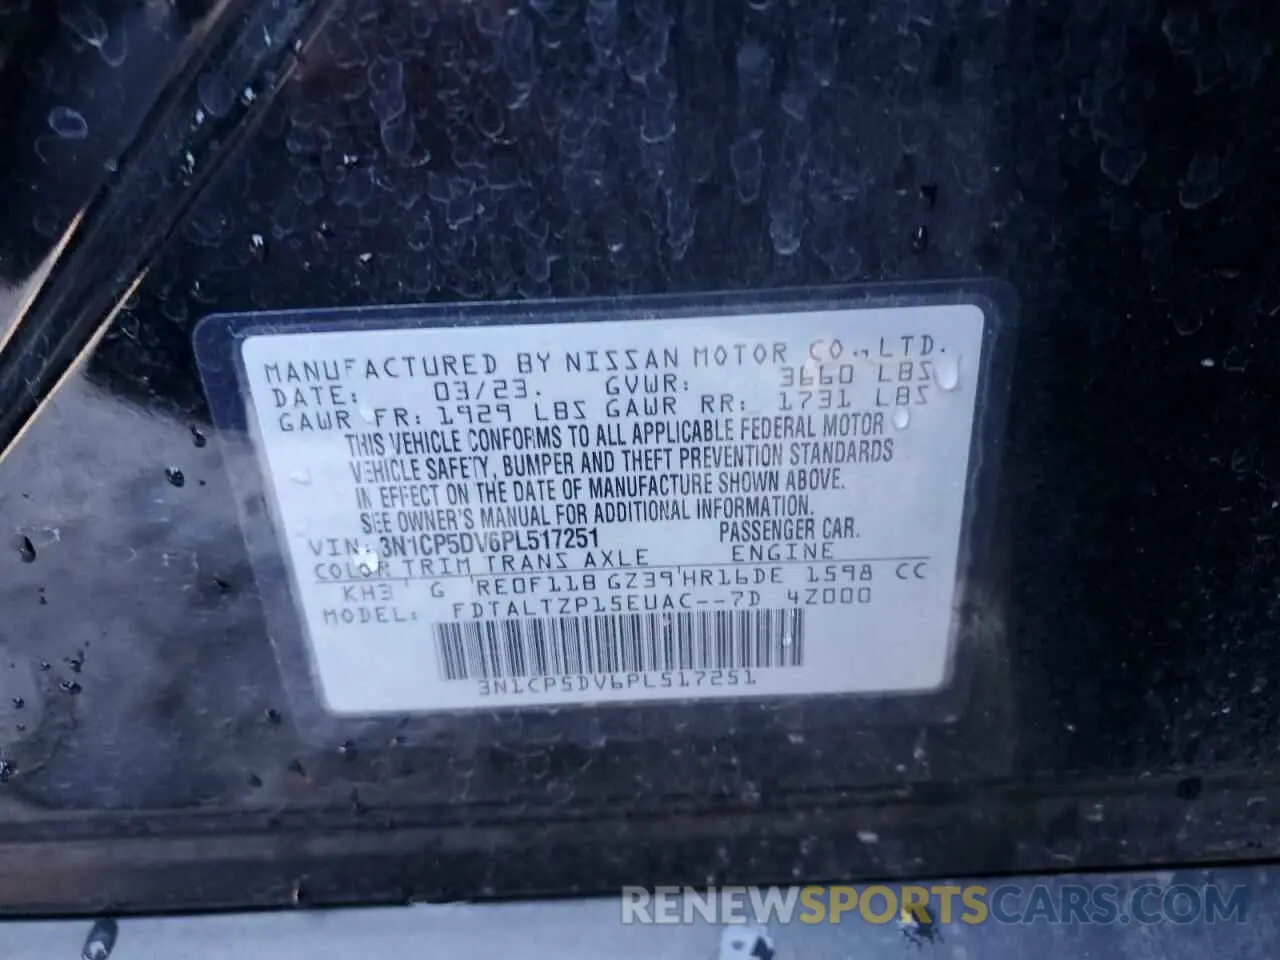 MANUFACTURED BY NISSAN MOTOR CO., LTD.
DATE: 03/23. GVWR: 3660 LBS
GAWR FR: 1929 LBS GAWR RR: 1731 LBS
THIS VEHICLE CONFORMS TO ALL APPLICABLE FEDERAL MOTOR
VEHICLE SAFETY, BUMPER AND THEFT PREVENTION STANDARDS
IN EFFECT ON THE DATE OF MANUFACTURE SHOWN ABOVE.
SEE OWNER'S MANUAL FOR ADDITIONAL INFORMATION.
VIN: 3N1CP5DV6PL517251 PASSENGER CAR.
COLOR TRIM TRANS AXLE ENGINE
KH3 G RE0F11B GZ39 HR16DE 1598 CC
MODEL: FDTALTZP15EUAC--7D 4Z000
3N1CP5DV6PL517251
RENEWSPORTSCARS.COM